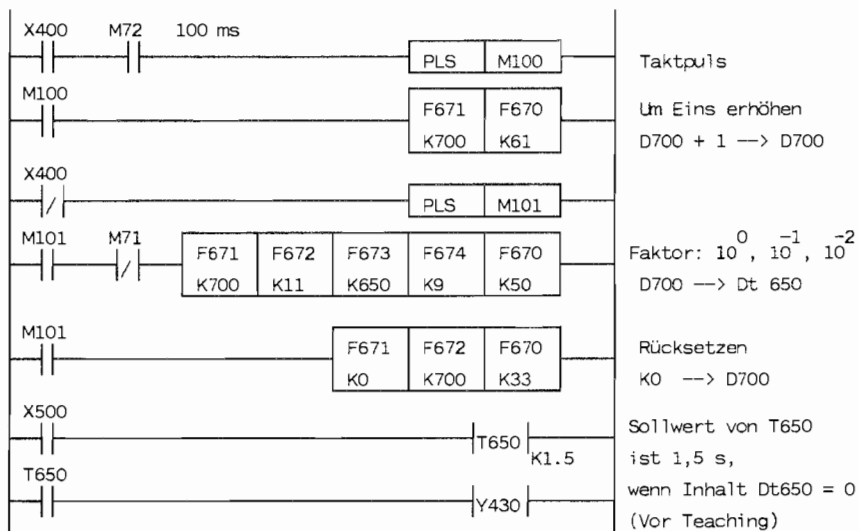 X400 M72 100 ms
PLS M100 Taktpuls
M100
F671 F670 Um Eins erhöhen
K700 K61 D700 + 1 --> D700
X400
PLS M101
M101 M71
F671 F672 F673 F674 F670 Faktor: 10^0, 10^-1, 10^-2
K700 K11 K650 K9 K50 D700 --> Dt 650
M101
F671 F672 F670 Rücksetzen
K0 K700 K33 K0 --> D700
X500
T650 Sollwert von T650
K1.5 ist 1,5 s,
T650
wenn Inhalt Dt650 = 0
Y430
(Vor Teaching)